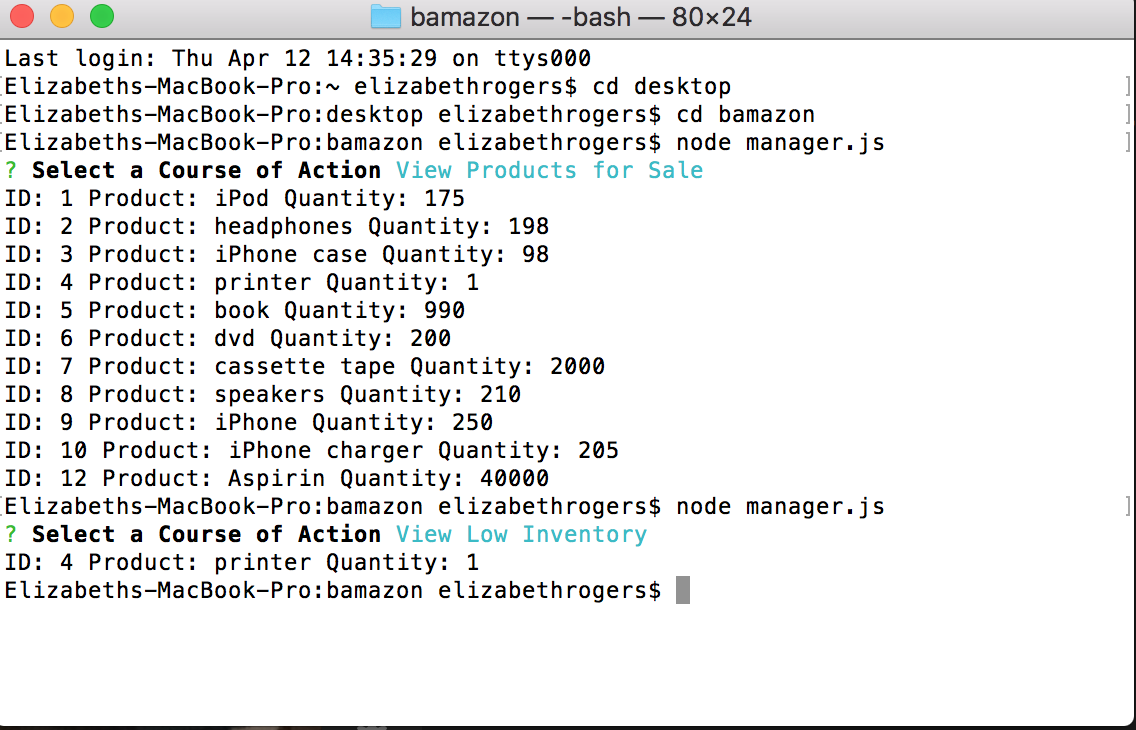 bamazon — -bash — 80×24
Last login: Thu Apr 12 14:35:29 on ttys000
[Elizabeths-MacBook-Pro:~ elizabethrogers$ cd desktop ]
[Elizabeths-MacBook-Pro:desktop elizabethrogers$ cd bamazon ]
[Elizabeths-MacBook-Pro:bamazon elizabethrogers$ node manager.js ]
? Select a Course of Action View Products for Sale
ID: 1 Product: iPod Quantity: 175
ID: 2 Product: headphones Quantity: 198
ID: 3 Product: iPhone case Quantity: 98
ID: 4 Product: printer Quantity: 1
ID: 5 Product: book Quantity: 990
ID: 6 Product: dvd Quantity: 200
ID: 7 Product: cassette tape Quantity: 2000
ID: 8 Product: speakers Quantity: 210
ID: 9 Product: iPhone Quantity: 250
ID: 10 Product: iPhone charger Quantity: 205
ID: 12 Product: Aspirin Quantity: 40000
[Elizabeths-MacBook-Pro:bamazon elizabethrogers$ node manager.js ]
? Select a Course of Action View Low Inventory
ID: 4 Product: printer Quantity: 1
Elizabeths-MacBook-Pro:bamazon elizabethrogers$